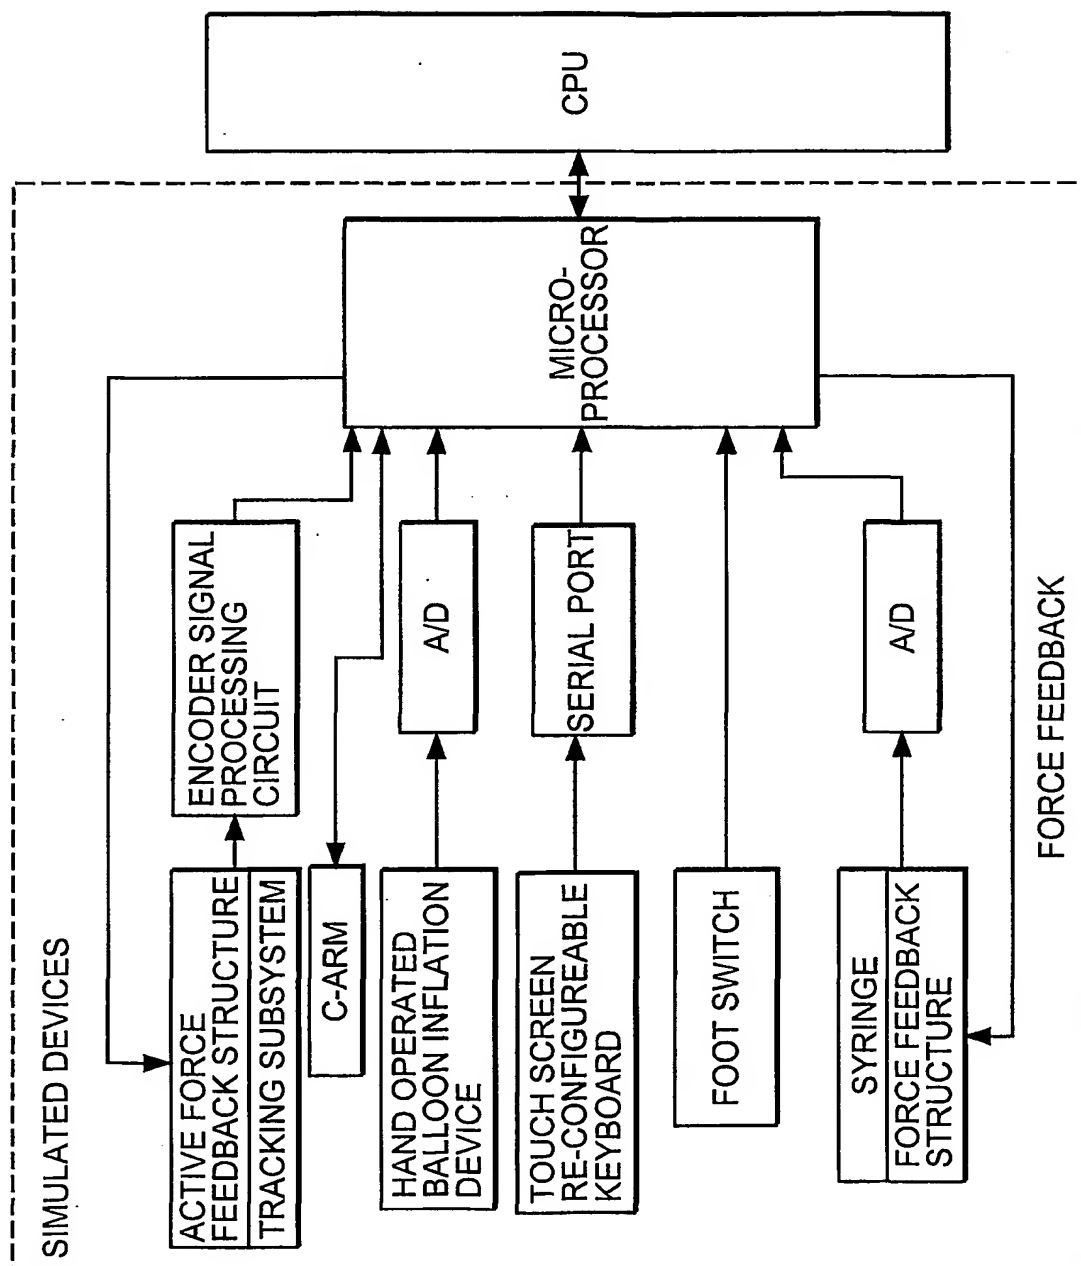 SIMULATED DEVICES
ACTIVE FORCE
FEEDBACK STRUCTURE
TRACKING SUBSYSTEM
ENCODER SIGNAL
PROCESSING
CIRCUIT
C-ARM
HAND OPERATED
BALLOON INFLATION
DEVICE
A/D
TOUCH SCREEN
RE-CONFIGUREABLE
KEYBOARD
SERIAL PORT
FOOT SWITCH
SYRINGE
FORCE FEEDBACK
STRUCTURE
A/D
FORCE FEEDBACK
MICRO-
PROCESSOR
CPU